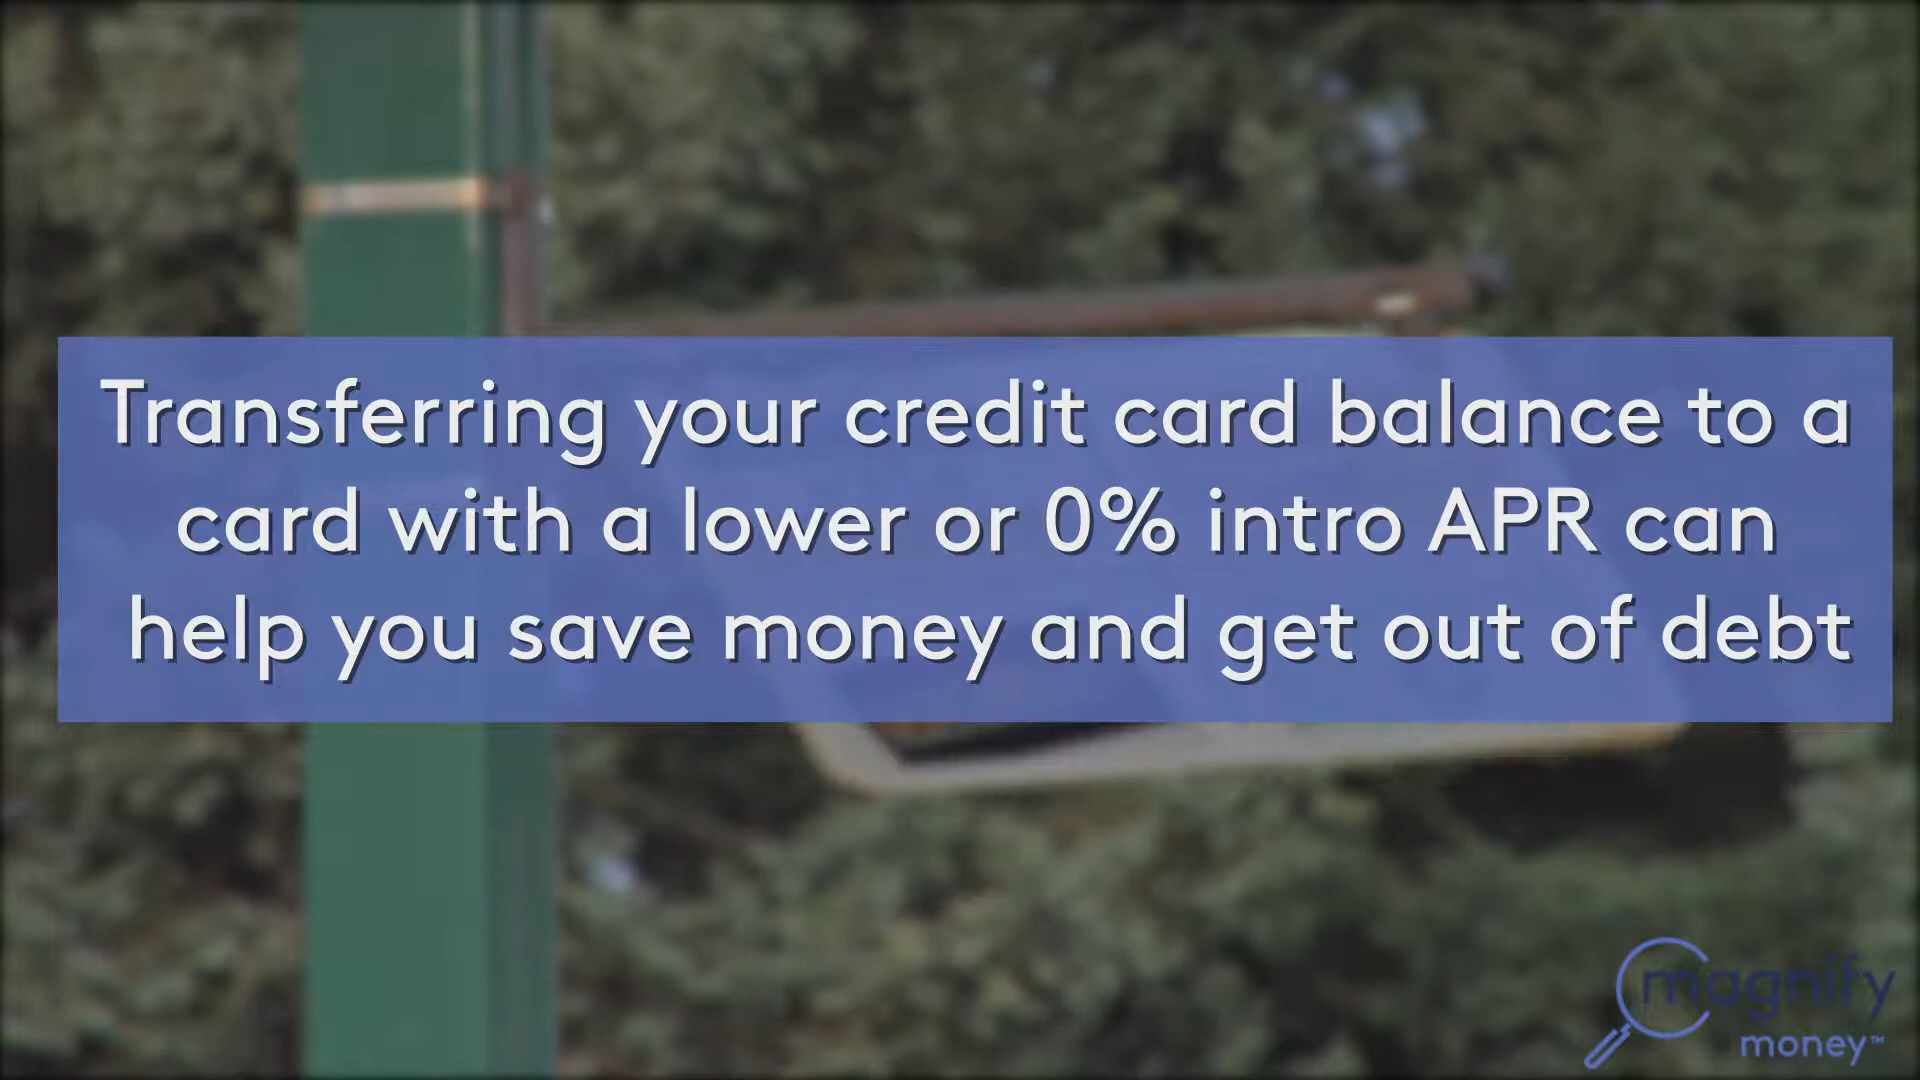 Transferring your credit card balance to a
card with a lower or 0% intro APR can
help you save money and get out of debt
magnify
money™